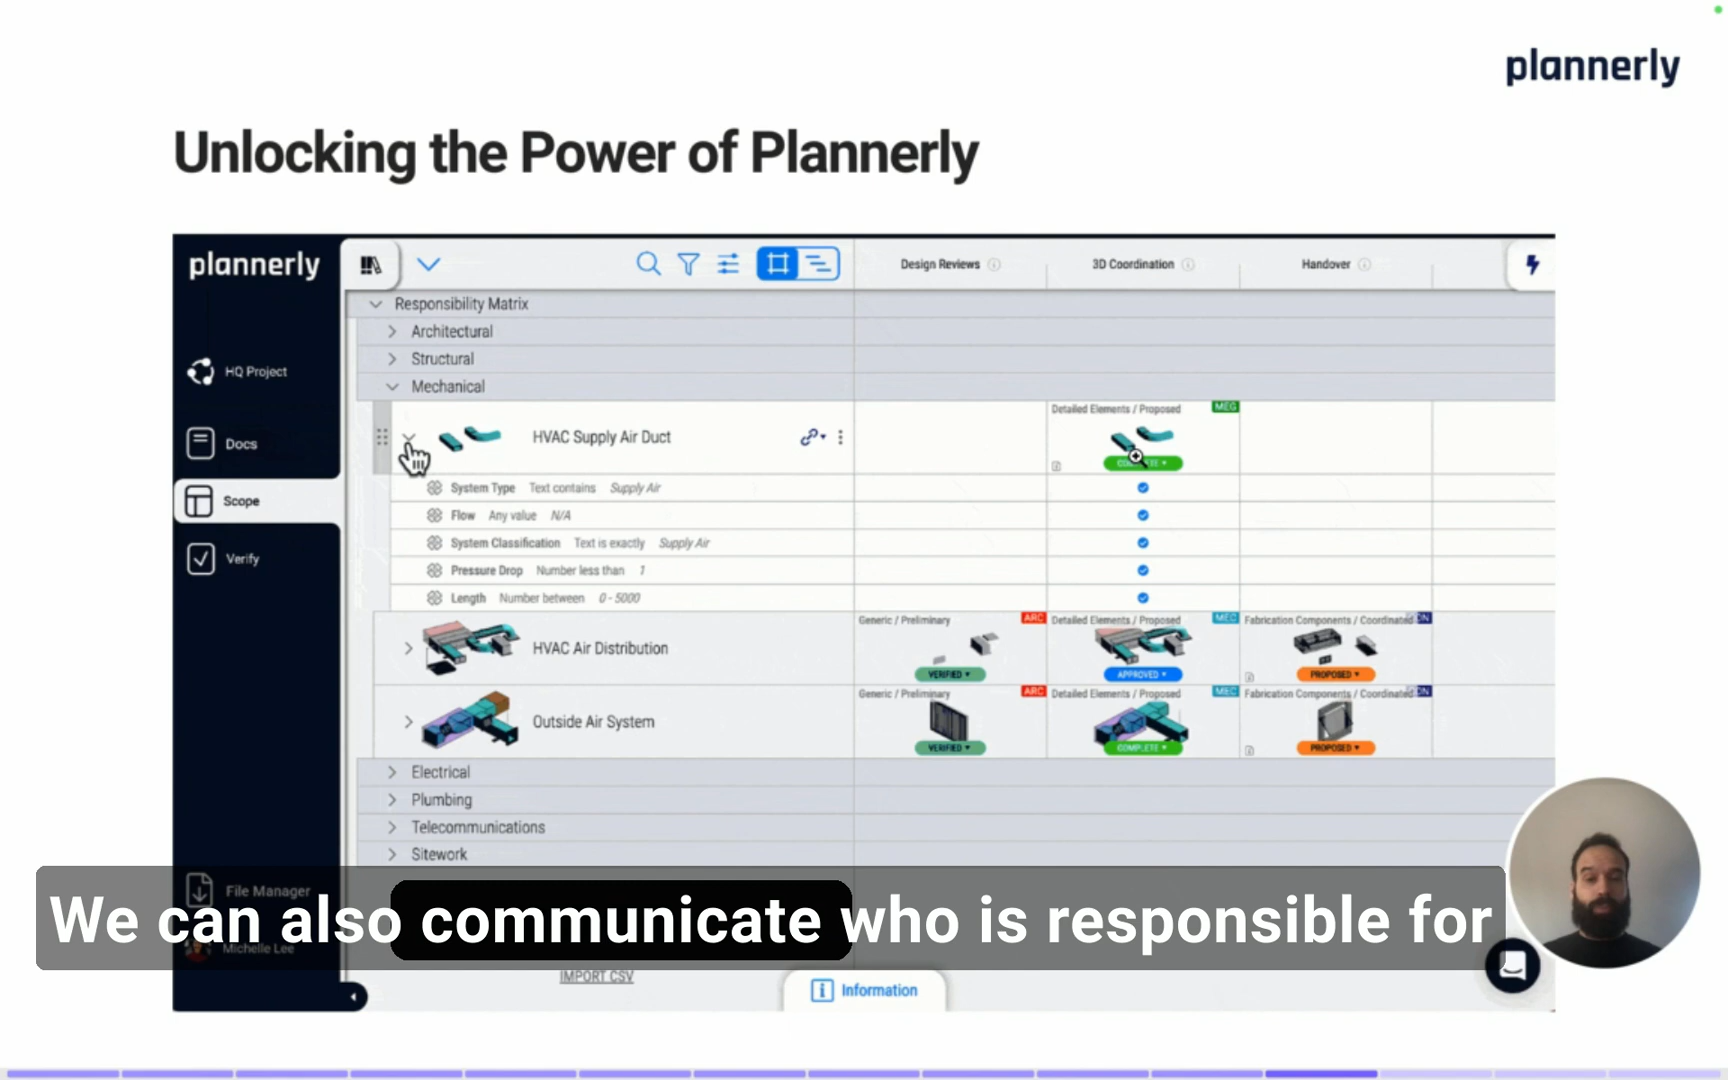 plannerly
Unlocking the Power of Plannerly
plannerly
Design Reviews
3D Coordination
Handover
Responsibility Matrix
Architectural
Structural
Mechanical
HQ Project
Docs
Scope
Verify
HVAC Supply Air Duct
Detailed Elements / Proposed
System Type Text contains Supply Air
Flow Any value N/A
System Classification Text is exactly Supply Air
Pressure Drop Number less than 1
Length Number between 0 - 5000
HVAC Air Distribution
Generic / Preliminary ARC
VERIFIED
Detailed Elements / Proposed MEC
APPROVED
Fabrication Components / Coordinated
PROPOSED
Outside Air System
Generic / Preliminary ARC
VERIFIED
Detailed Elements / Proposed MEC
COMPLETE
Fabrication Components / Coordinated
PROPOSED
Electrical
Plumbing
Telecommunications
Sitework
File Manager
We can also communicate who is responsible for
Michelle Lee
IMPORT CSV
Information